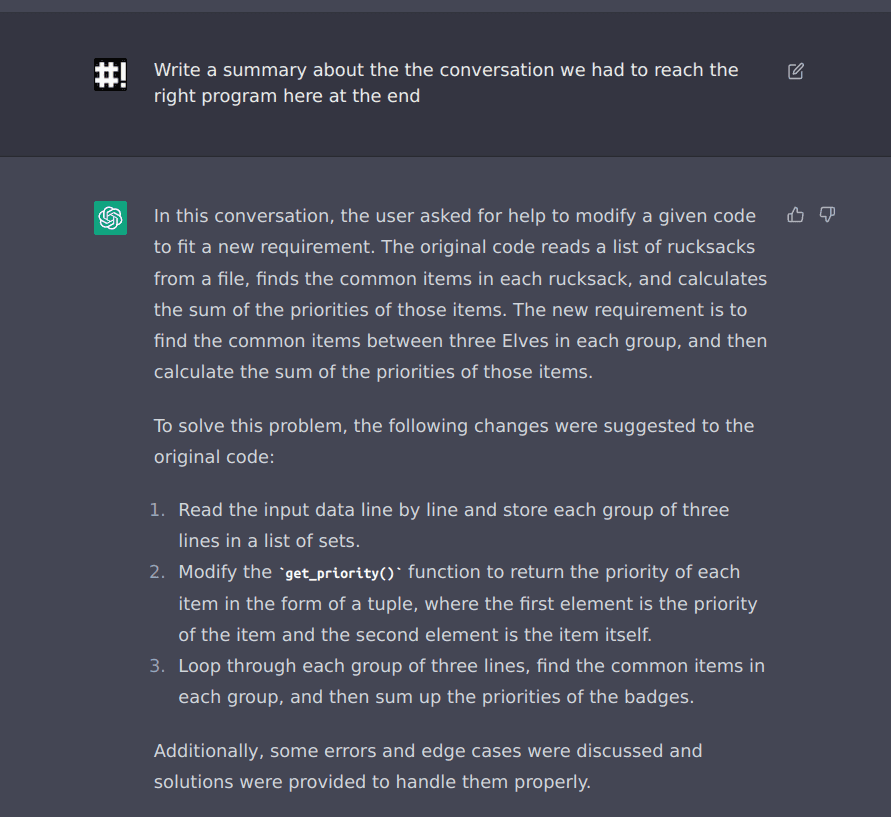 #!
Write a summary about the the conversation we had to reach the
right program here at the end
In this conversation, the user asked for help to modify a given code
to fit a new requirement. The original code reads a list of rucksacks
from a file, finds the common items in each rucksack, and calculates
the sum of the priorities of those items. The new requirement is to
find the common items between three Elves in each group, and then
calculate the sum of the priorities of those items.
To solve this problem, the following changes were suggested to the
original code:
1. Read the input data line by line and store each group of three
lines in a list of sets.
2. Modify the `get_priority()` function to return the priority of each
item in the form of a tuple, where the first element is the priority
of the item and the second element is the item itself.
3. Loop through each group of three lines, find the common items in
each group, and then sum up the priorities of the badges.
Additionally, some errors and edge cases were discussed and
solutions were provided to handle them properly.